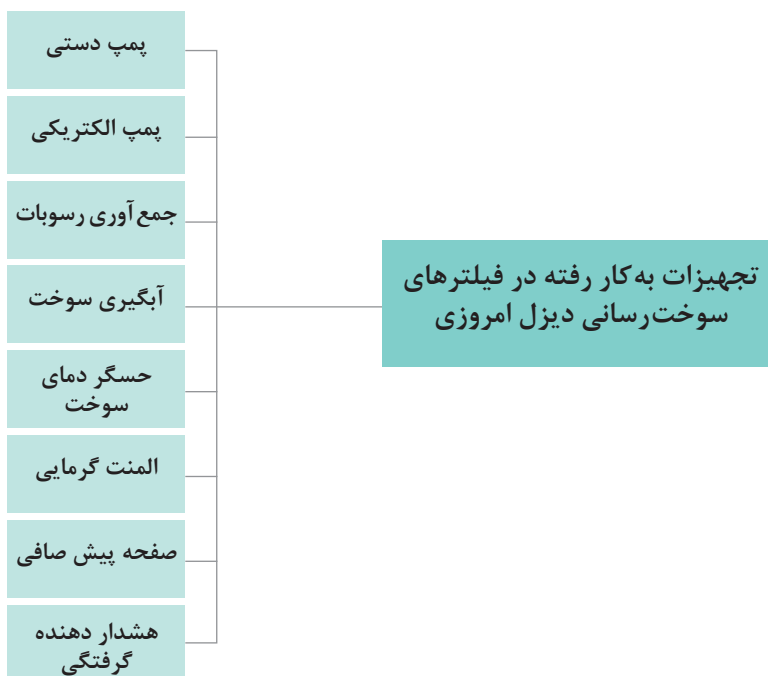 تجهیزات به‌کار رفته در فیلترهای
سوخت‌رسانی دیزل امروزی
پمپ دستی
پمپ الکتریکی
جمع‌آوری رسوبات
آبگیری سوخت
حسگر دمای
سوخت
المنت گرمایی
صفحه پیش صافی
هشدار دهنده
گرفتگی